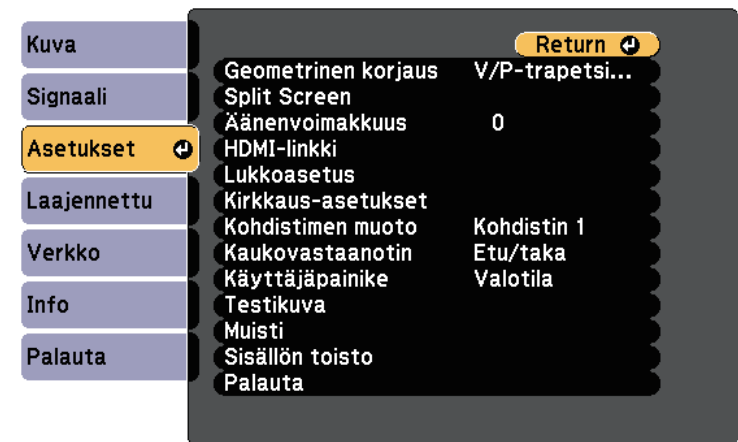 Kuva
Signaali
Asetukset
Laajennettu
Verkko
Info
Palauta
Return
Geometrinen korjaus V/P-trapetsi...
Split Screen
Äänenvoimakkuus 0
HDMI-linkki
Lukkoasetus
Kirkkaus-asetukset
Kohdistimen muoto Kohdistin 1
Kaukovastaanotin Etu/taka
Käyttäjäpainike Valotila
Testikuva
Muisti
Sisällön toisto
Palauta